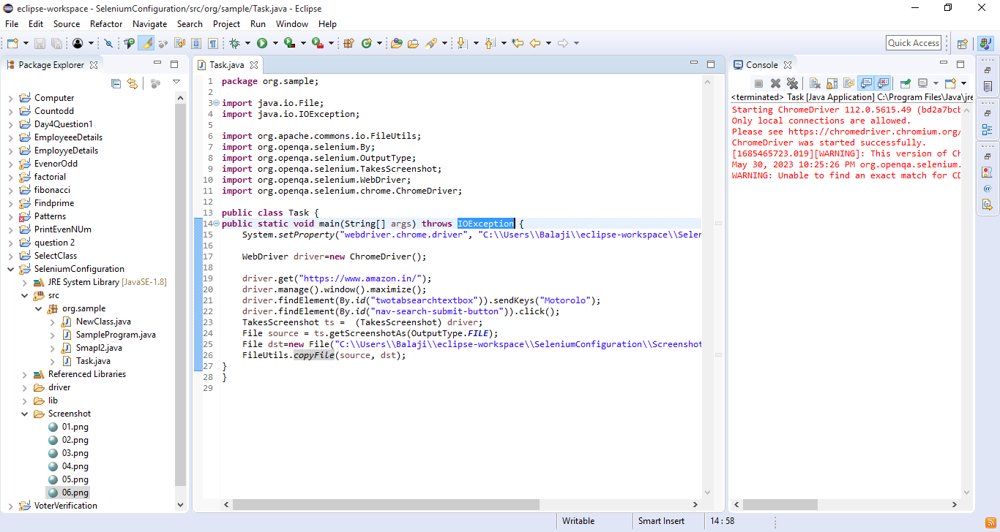 eclipse-workspace - SeleniumConfiguration/src/org/sample/Task.java - Eclipse
File Edit Source Refactor Navigate Search Project Run Window Help
Quick Access
Package Explorer
Computer
Countodd
Day4Question1
EmployeeeDetails
EmployyeDetails
EvenorOdd
factorial
fibonacci
Findprime
Patterns
PrintEvenNUm
question 2
SelectClass
SeleniumConfiguration
JRE System Library [JavaSE-1.8]
src
org.sample
NewClass.java
SampleProgram.java
Smapl2.java
Task.java
Referenced Libraries
driver
lib
Screenshot
01.png
02.png
03.png
04.png
05.png
06.png
VoterVerification
Task.java
1 package org.sample;
2
3 import java.io.File;
4 import java.io.IOException;
5
6 import org.apache.commons.io.FileUtils;
7 import org.openqa.selenium.By;
8 import org.openqa.selenium.OutputType;
9 import org.openqa.selenium.TakesScreenshot;
10 import org.openqa.selenium.WebDriver;
11 import org.openqa.selenium.chrome.ChromeDriver;
12
13 public class Task {
14 public static void main(String[] args) throws IOException {
15 System.setProperty("webdriver.chrome.driver", "C:\\Users\\Balaji\\eclipse-workspace\\Selen
16
17 WebDriver driver=new ChromeDriver();
18
19 driver.get("https://www.amazon.in/");
20 driver.manage().window().maximize();
21 driver.findElement(By.id("twotabsearchtextbox")).sendKeys("Motorolo");
22 driver.findElement(By.id("nav-search-submit-button")).click();
23 TakesScreenshot ts = (TakesScreenshot) driver;
24 File source = ts.getScreenshotAs(OutputType.FILE);
25 File dst=new File("C:\\Users\\Balaji\\eclipse-workspace\\SeleniumConfiguration\\Screenshot
26 FileUtils.copyFile(source, dst);
27 }
28 }
29
Console
<terminated> Task [Java Application] C:\Program Files\Java\jre
Starting ChromeDriver 112.0.5615.49 (bd2a7bcb
Only local connections are allowed.
Please see https://chromedriver.chromium.org/
ChromeDriver was started successfully.
[1685465723.019][WARNING]: This version of Ch
May 30, 2023 10:25:26 PM org.openqa.selenium.
WARNING: Unable to find an exact match for CD
Writable
Smart Insert
14 : 58